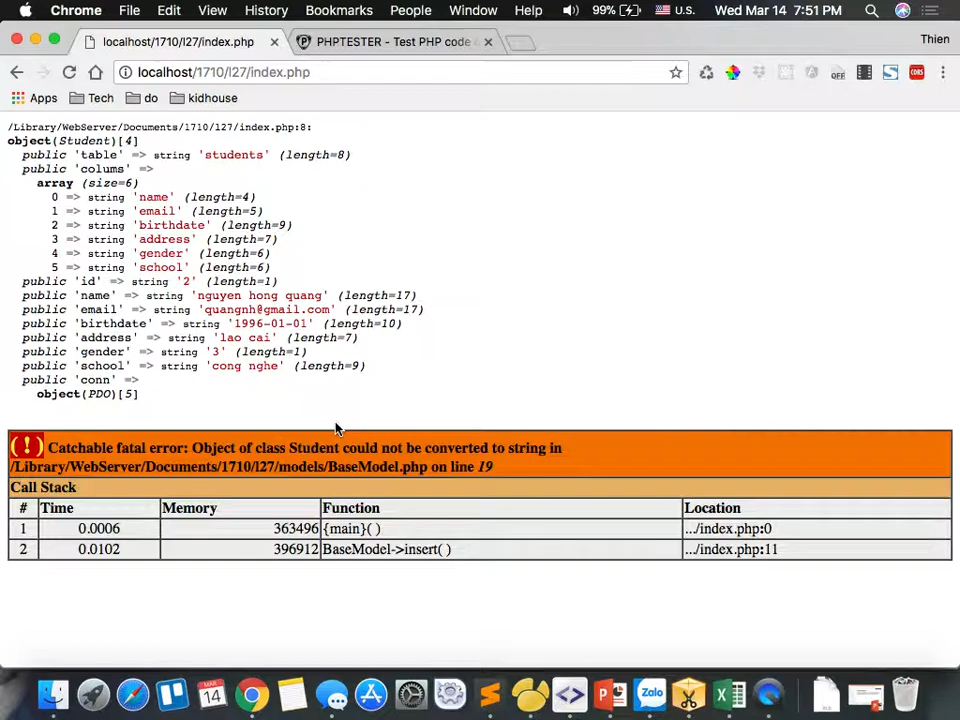 Chrome File Edit View History Bookmarks People Window Help 99% U.S. Wed Mar 14 7:51 PM
localhost/1710/l27/index.php PHPTESTER - Test PHP code Thien
localhost/1710/l27/index.php OFF CORS
Apps Tech do kidhouse
/Library/WebServer/Documents/1710/l27/index.php:8:
object(Student)[4]
public 'table' => string 'students' (length=8)
public 'colums' =>
array (size=6)
0 => string 'name' (length=4)
1 => string 'email' (length=5)
2 => string 'birthdate' (length=9)
3 => string 'address' (length=7)
4 => string 'gender' (length=6)
5 => string 'school' (length=6)
public 'id' => string '2' (length=1)
public 'name' => string 'nguyen hong quang' (length=17)
public 'email' => string 'quangnh@gmail.com' (length=17)
public 'birthdate' => string '1996-01-01' (length=10)
public 'address' => string 'lao cai' (length=7)
public 'gender' => string '3' (length=1)
public 'school' => string 'cong nghe' (length=9)
public 'conn' =>
object(PDO)[5]
( ! ) Catchable fatal error: Object of class Student could not be converted to string in
/Library/WebServer/Documents/1710/l27/models/BaseModel.php on line 19
Call Stack
# Time Memory Function Location
1 0.0006 363496 {main}( ) .../index.php:0
2 0.0102 396912 BaseModel->insert( ) .../index.php:11
MAR 14 Zalo